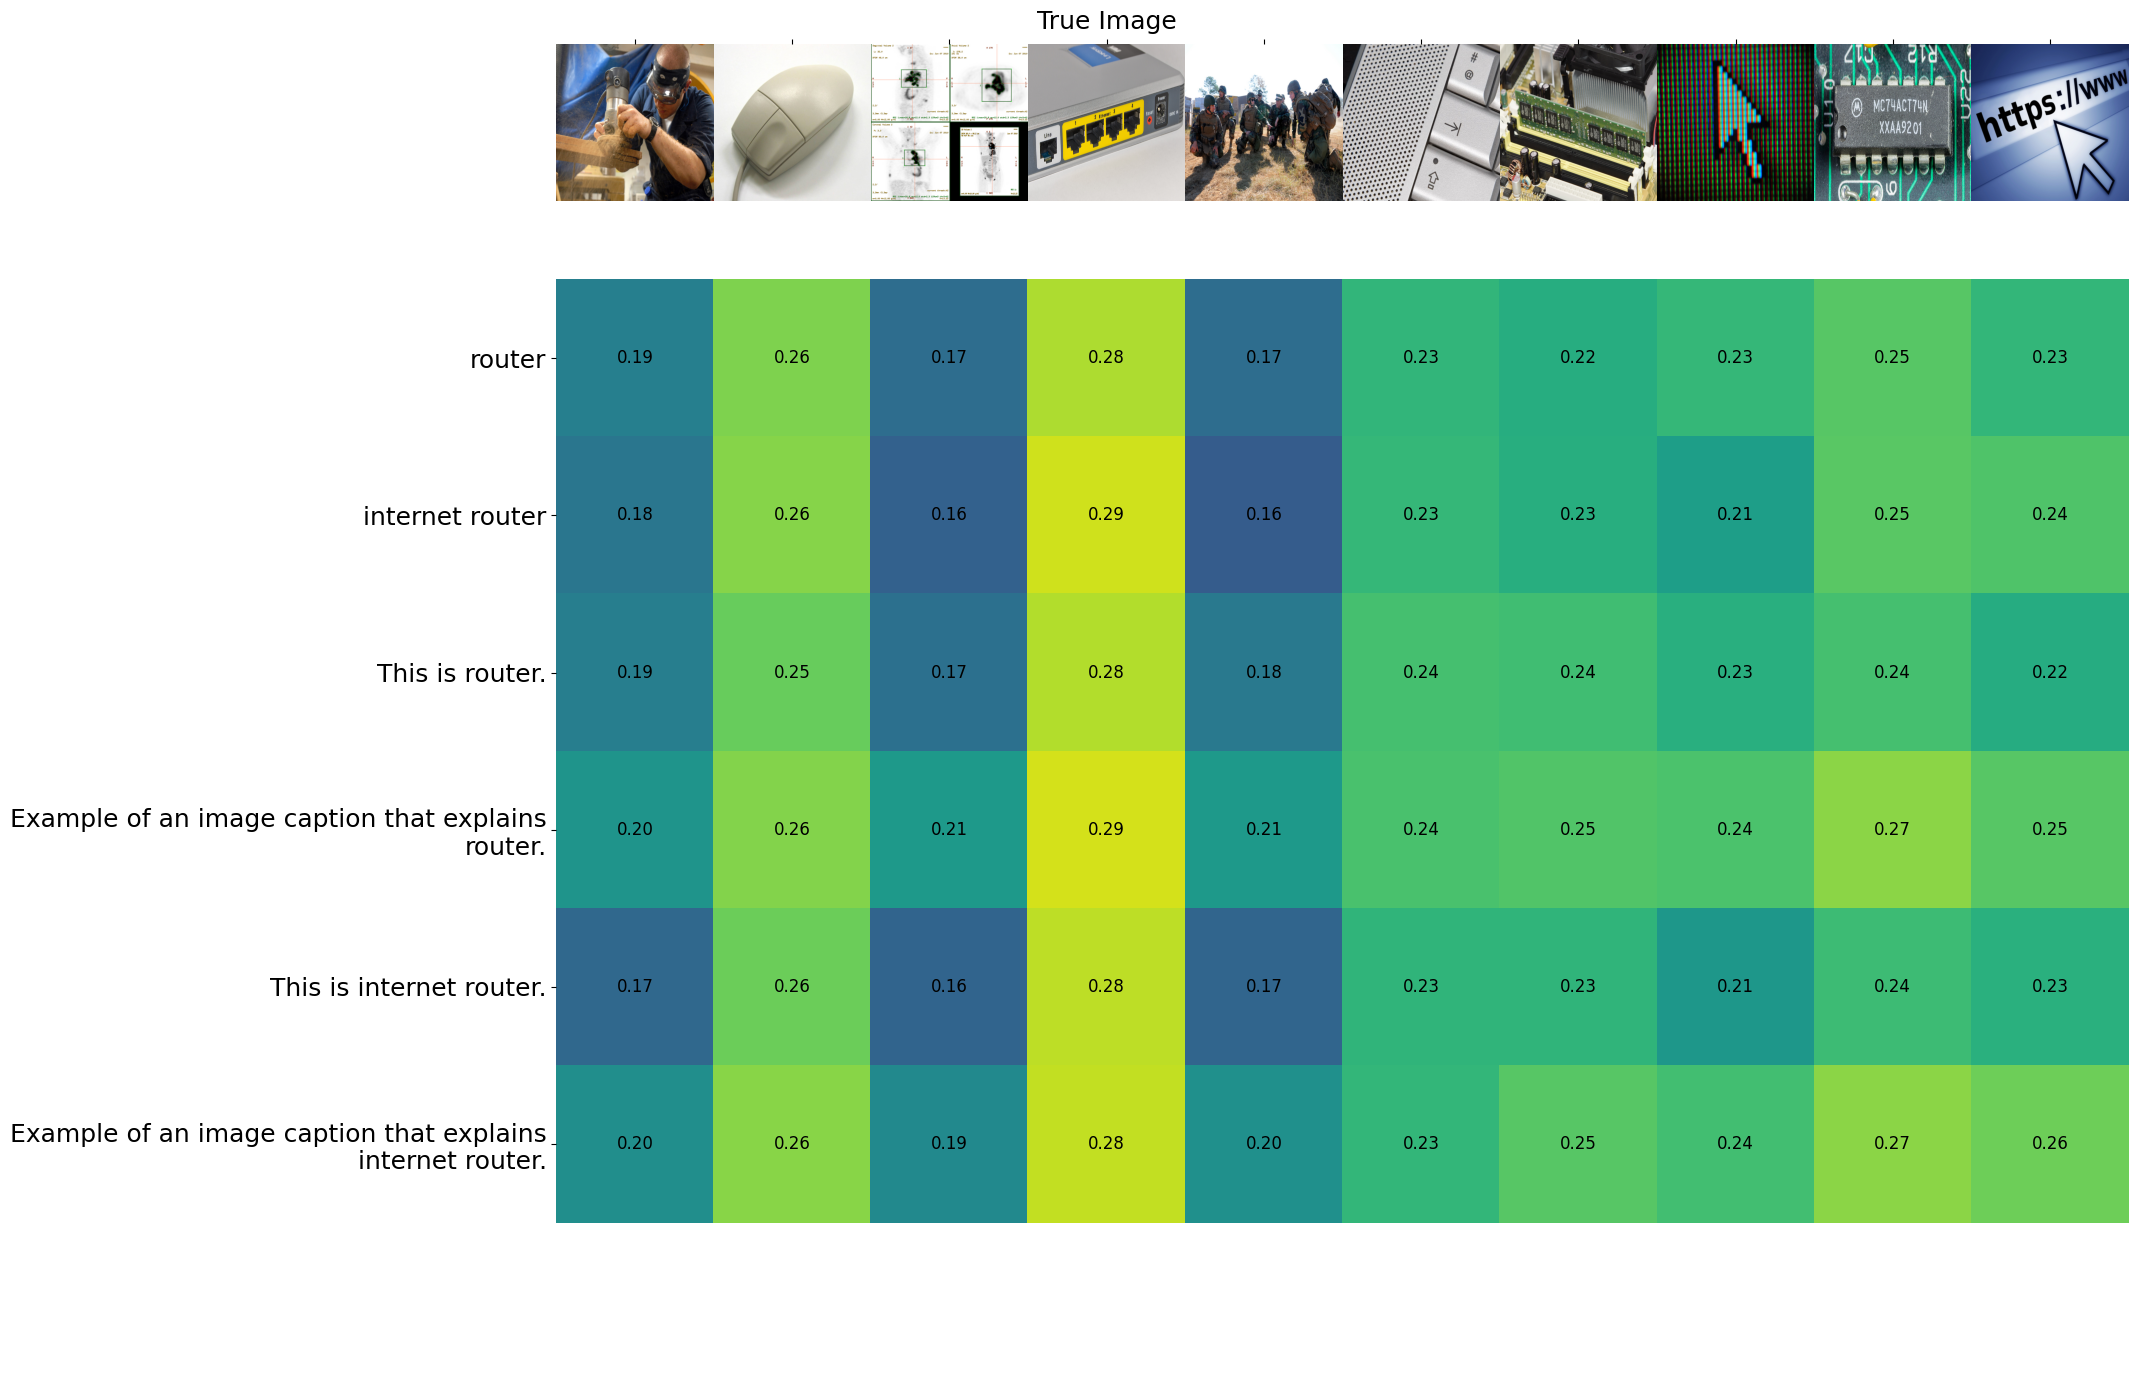 True Image
MC74ACT74N
XXAA9201
https://www
router
0.19 0.26 0.17 0.28 0.17 0.23 0.22 0.23 0.25 0.23
internet router
0.18 0.26 0.16 0.29 0.16 0.23 0.23 0.21 0.25 0.24
This is router.
0.19 0.25 0.17 0.28 0.18 0.24 0.24 0.23 0.24 0.22
Example of an image caption that explains
router.
0.20 0.26 0.21 0.29 0.21 0.24 0.25 0.24 0.27 0.25
This is internet router.
0.17 0.26 0.16 0.28 0.17 0.23 0.23 0.21 0.24 0.23
Example of an image caption that explains
internet router.
0.20 0.26 0.19 0.28 0.20 0.23 0.25 0.24 0.27 0.26